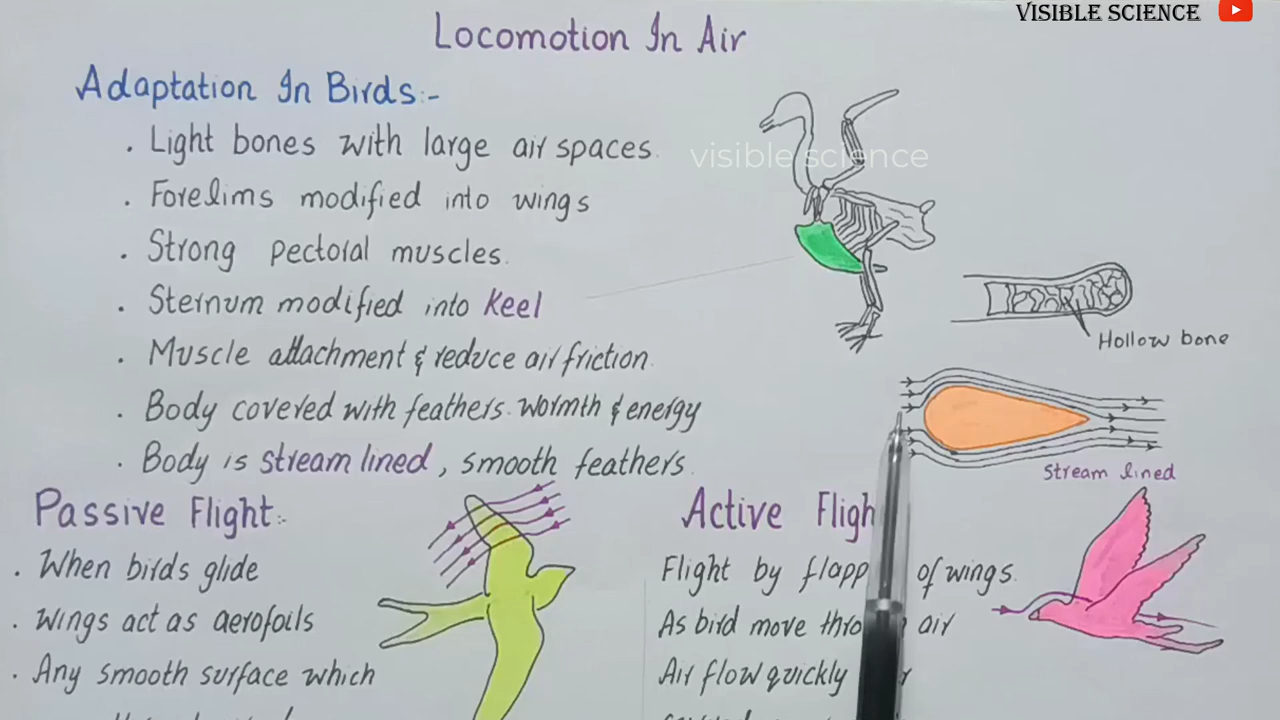 VISIBLE SCIENCE
Locomotion In Air
Adaptation In Birds:-
. Light bones with large air spaces.
visible science
. Forelims modified into wings
. Strong pectoral muscles.
. Sternum modified into Keel
. Muscle attachment & reduce air friction.
Hollow bone
. Body covered with feathers. Wormth & energy
. Body is stream lined, smooth feathers.
Stream lined
Passive Flight:-
. When birds glide
. Wings act as aerofoils
. Any smooth surface which
Active Fligh
Flight by flapp of wings.
As bird move thro air
Air flow quickly